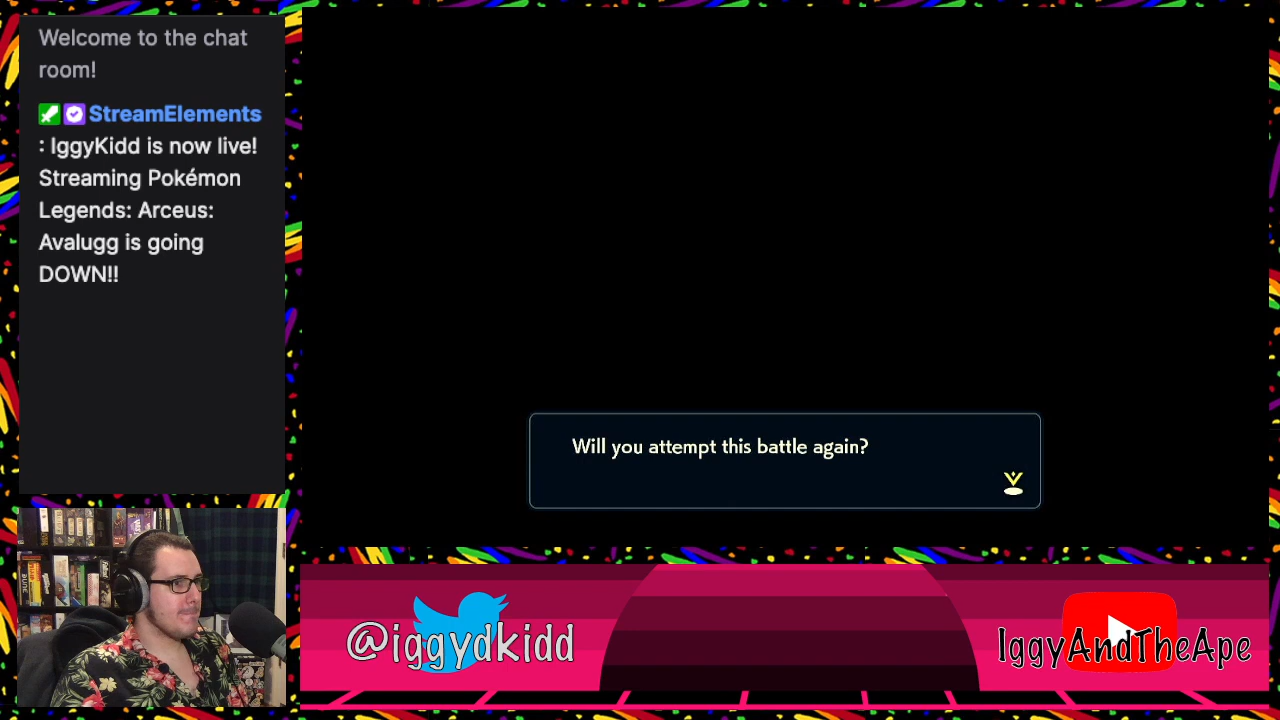 Welcome to the chat
room!
StreamElements
: IggyKidd is now live!
Streaming Pokémon
Legends: Arceus:
Avalugg is going
DOWN!!
Will you attempt this battle again?
@iggydkidd
IggyAndTheApe